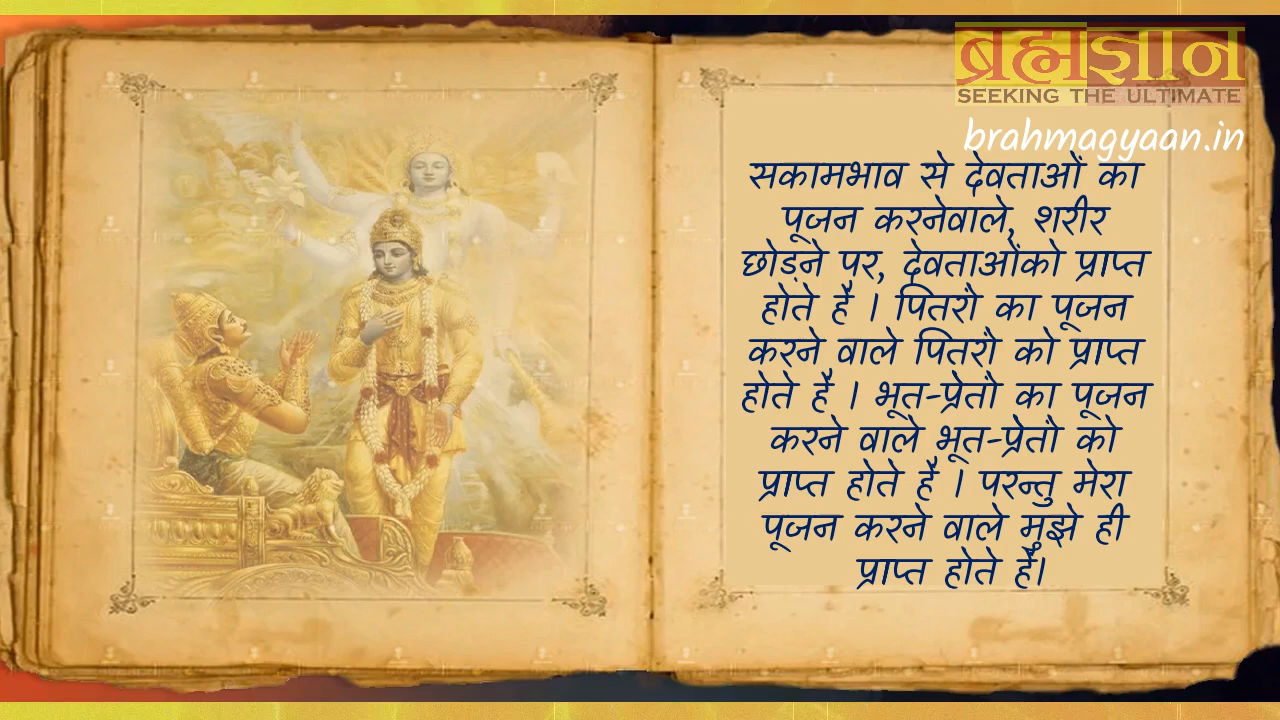 ब्रह्मज्ञान
SEEKING THE ULTIMATE
brahmagyaan.in
सकामभाव से देवताओं का
पूजन करनेवाले, शरीर
छोड़ने पर, देवताओंको प्राप्त
होते है । पितरौ का पूजन
करने वाले पितरौ को प्राप्त
होते है । भूत-प्रेतौ का पूजन
करने वाले भूत-प्रेतौ को
प्राप्त होते है । परन्तु मेरा
पूजन करने वाले मुझे ही
प्राप्त होते हैं।